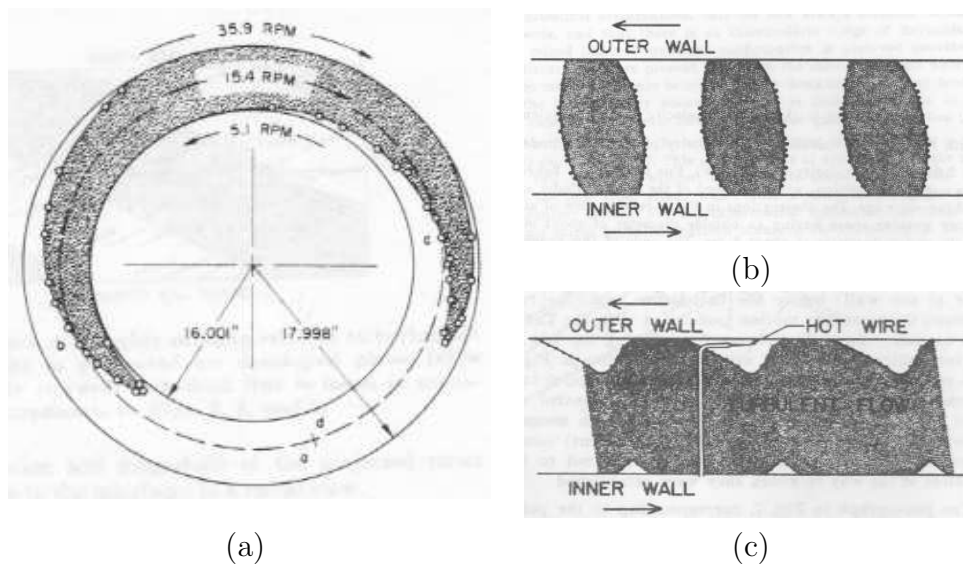 35.9 RPM
15.4 RPM
5.1 RPM
c
b
16.001"
17.998"
d
a
(a)
OUTER WALL
INNER WALL
(b)
OUTER WALL
HOT WIRE
TURBULENT FLOW
INNER WALL
(c)